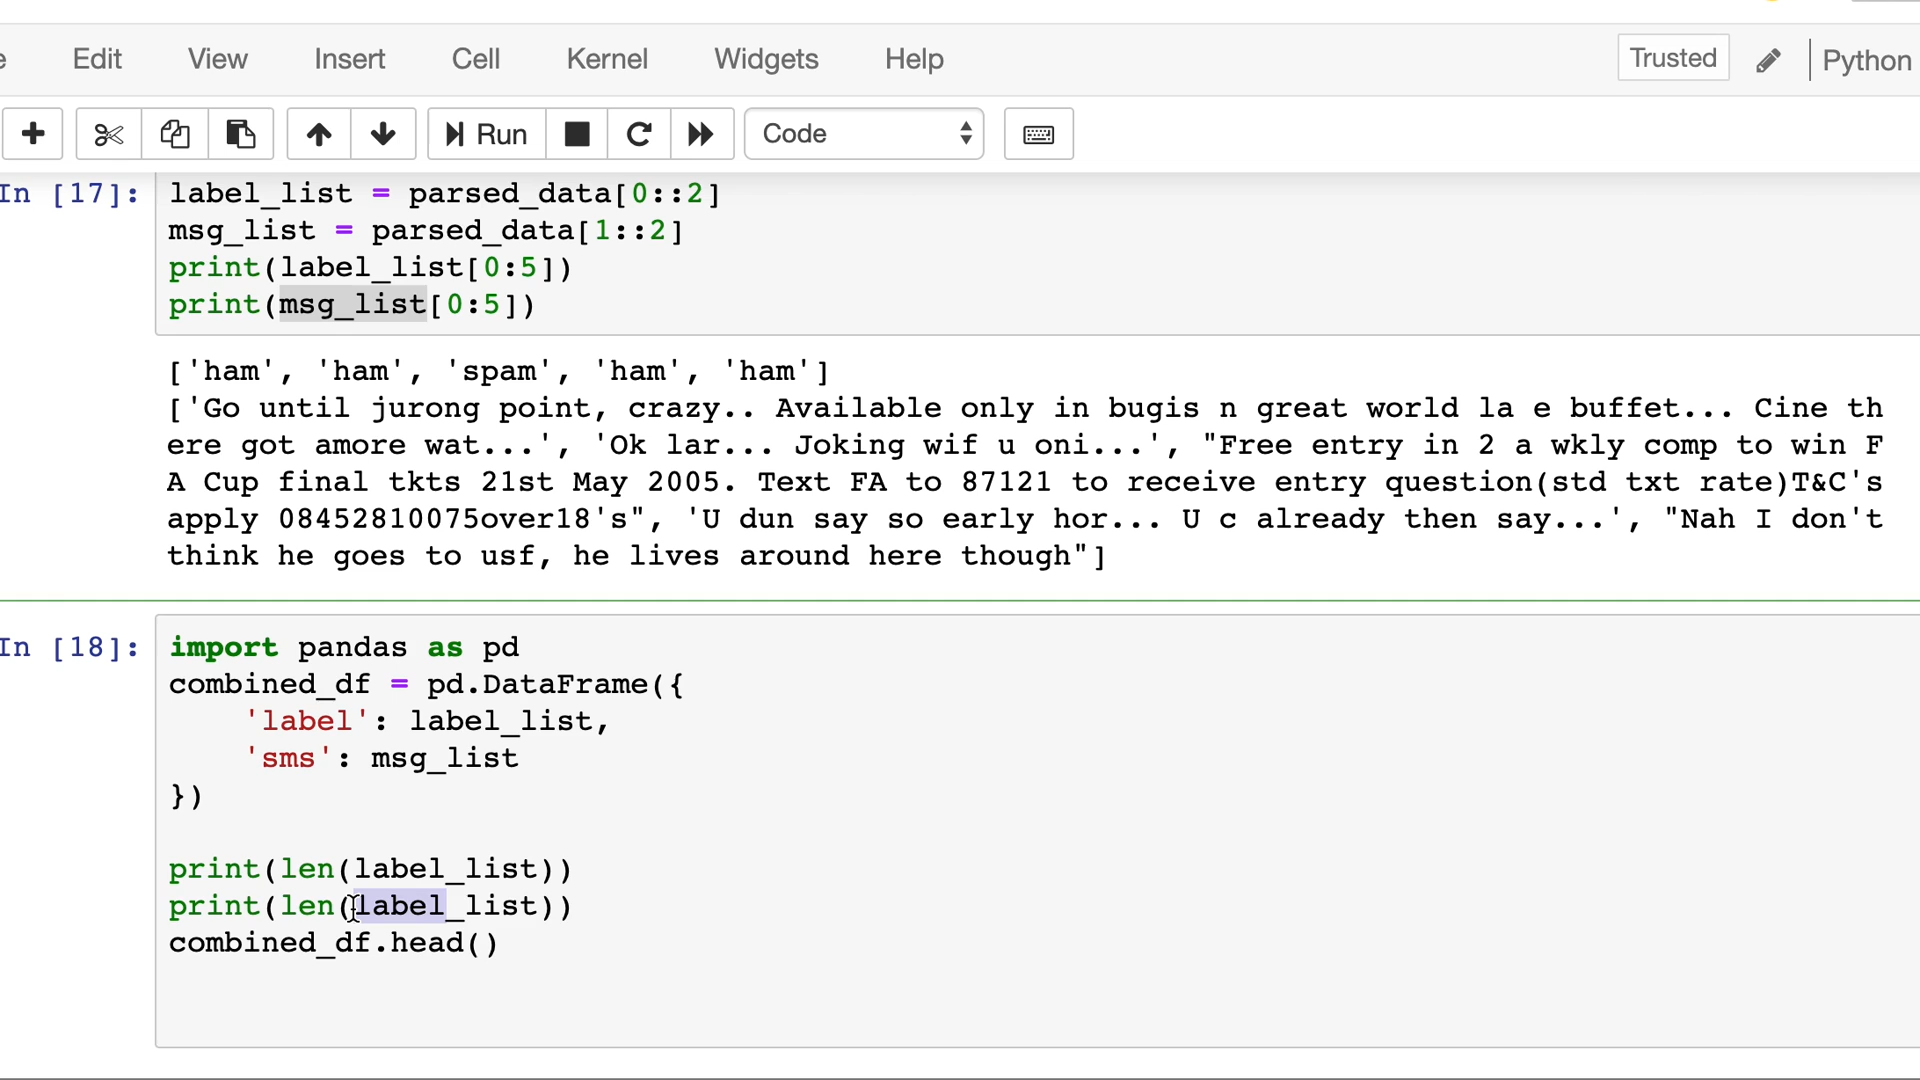 e Edit View Insert Cell Kernel Widgets Help Trusted Python
Run Code
In [17]: label_list = parsed_data[0::2]
msg_list = parsed_data[1::2]
print(label_list[0:5])
print(msg_list[0:5])
['ham', 'ham', 'spam', 'ham', 'ham']
['Go until jurong point, crazy.. Available only in bugis n great world la e buffet... Cine th
ere got amore wat...', 'Ok lar... Joking wif u oni...', "Free entry in 2 a wkly comp to win F
A Cup final tkts 21st May 2005. Text FA to 87121 to receive entry question(std txt rate)T&C's
apply 08452810075over18's", 'U dun say so early hor... U c already then say...', "Nah I don't
think he goes to usf, he lives around here though"]
In [18]: import pandas as pd
combined_df = pd.DataFrame({
'label': label_list,
'sms': msg_list
})
print(len(label_list))
print(len(label_list))
combined_df.head()